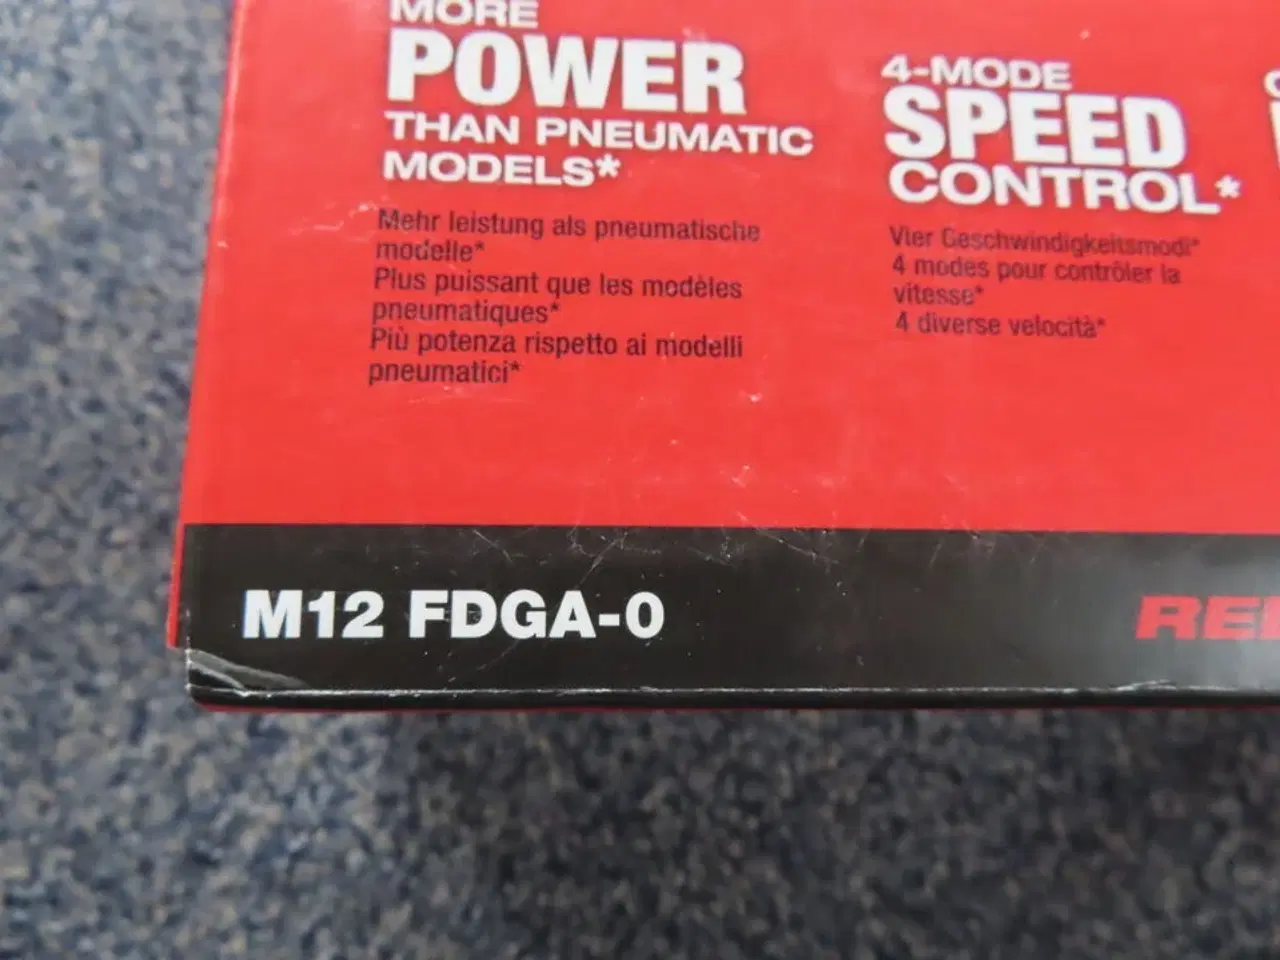 MORE
POWER
THAN PNEUMATIC
MODELS*
Mehr leistung als pneumatische
modelle*
Plus puissant que les modèles
pneumatiques*
Più potenza rispetto ai modelli
pneumatici*
4-MODE
SPEED
CONTROL*
Vier Geschwindigkeitsmodi*
4 modes pour contrôler la
vitesse*
4 diverse velocità*
M12 FDGA-0